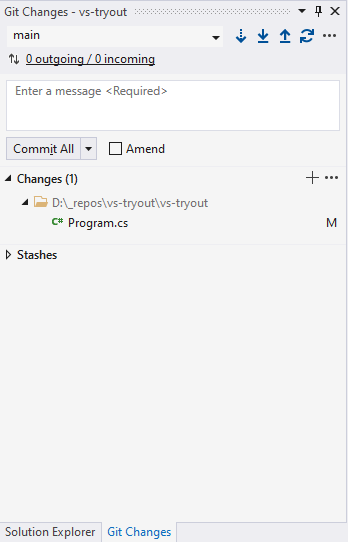 Git Changes - vs-tryout
main
0 outgoing / 0 incoming
Enter a message <Required>
Commit All
Amend
Changes (1)
D:\_repos\vs-tryout\vs-tryout
C# Program.cs M
Stashes
Solution Explorer Git Changes